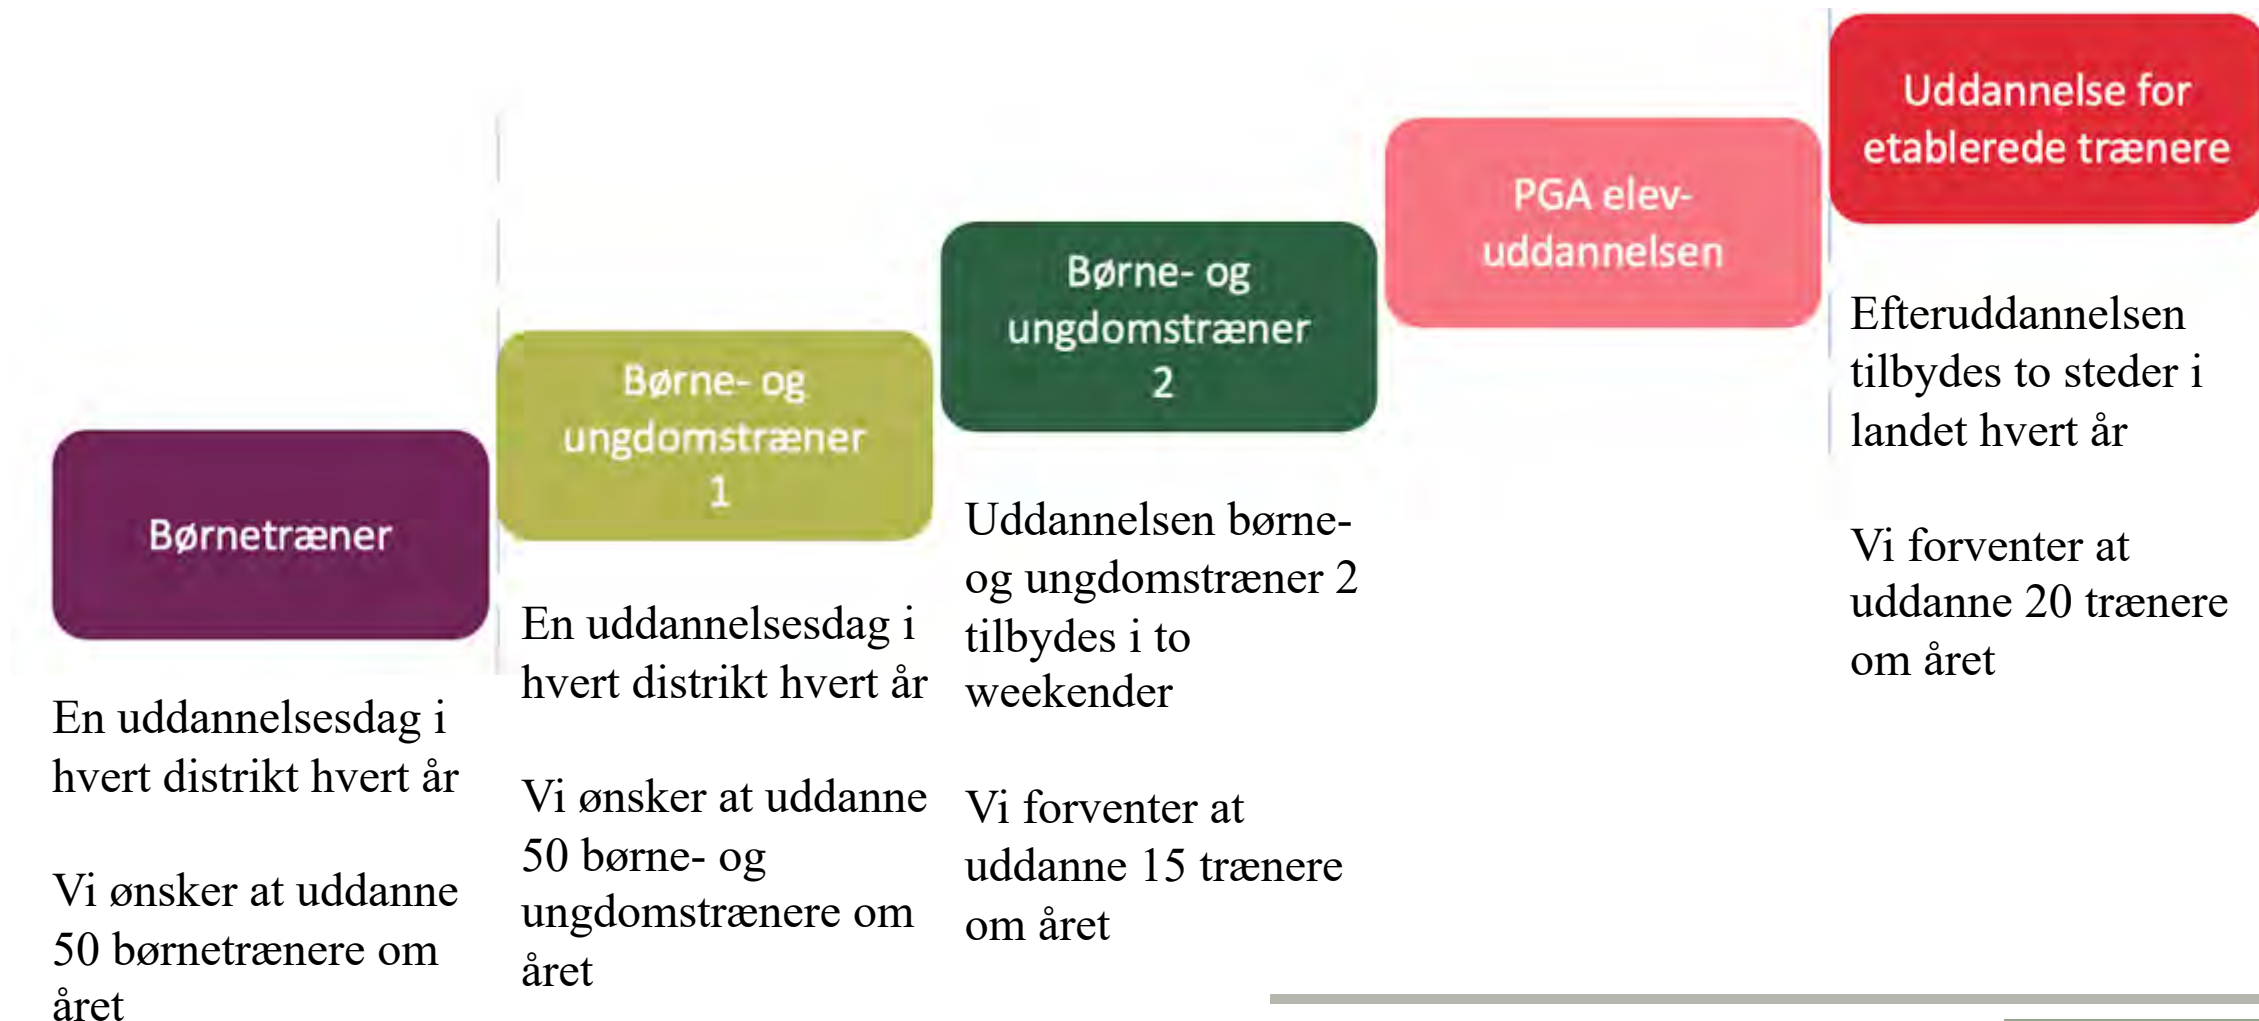 Børnetræner
En uddannelsesdag i
hvert distrikt hvert år
Vi ønsker at uddanne
50 børnetrænere om
året
Børne- og
ungdomstræner
1
En uddannelsesdag i
hvert distrikt hvert år
Vi ønsker at uddanne
50 børne- og
ungdomstrænere om
året
Børne- og
ungdomstræner
2
Uddannelsen børne-
og ungdomstræner 2
tilbydes i to
weekender
Vi forventer at
uddanne 15 trænere
om året
PGA elev-
uddannelsen
Uddannelse for
etablerede trænere
Efteruddannelsen
tilbydes to steder i
landet hvert år
Vi forventer at
uddanne 20 trænere
om året